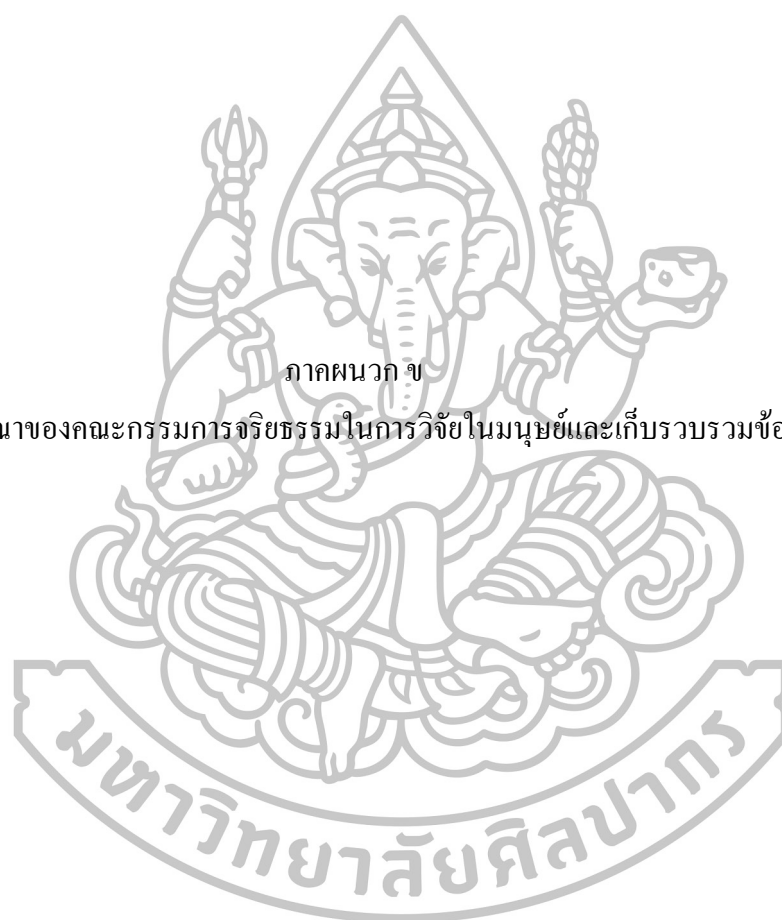 ภาคผนวก ข
ณาของคณะกรรมการจริยธรรมในการวิจัยในมนุษย์และเก็บรวบรวมข้อ
มหาวิทยาลัยศิลปากร